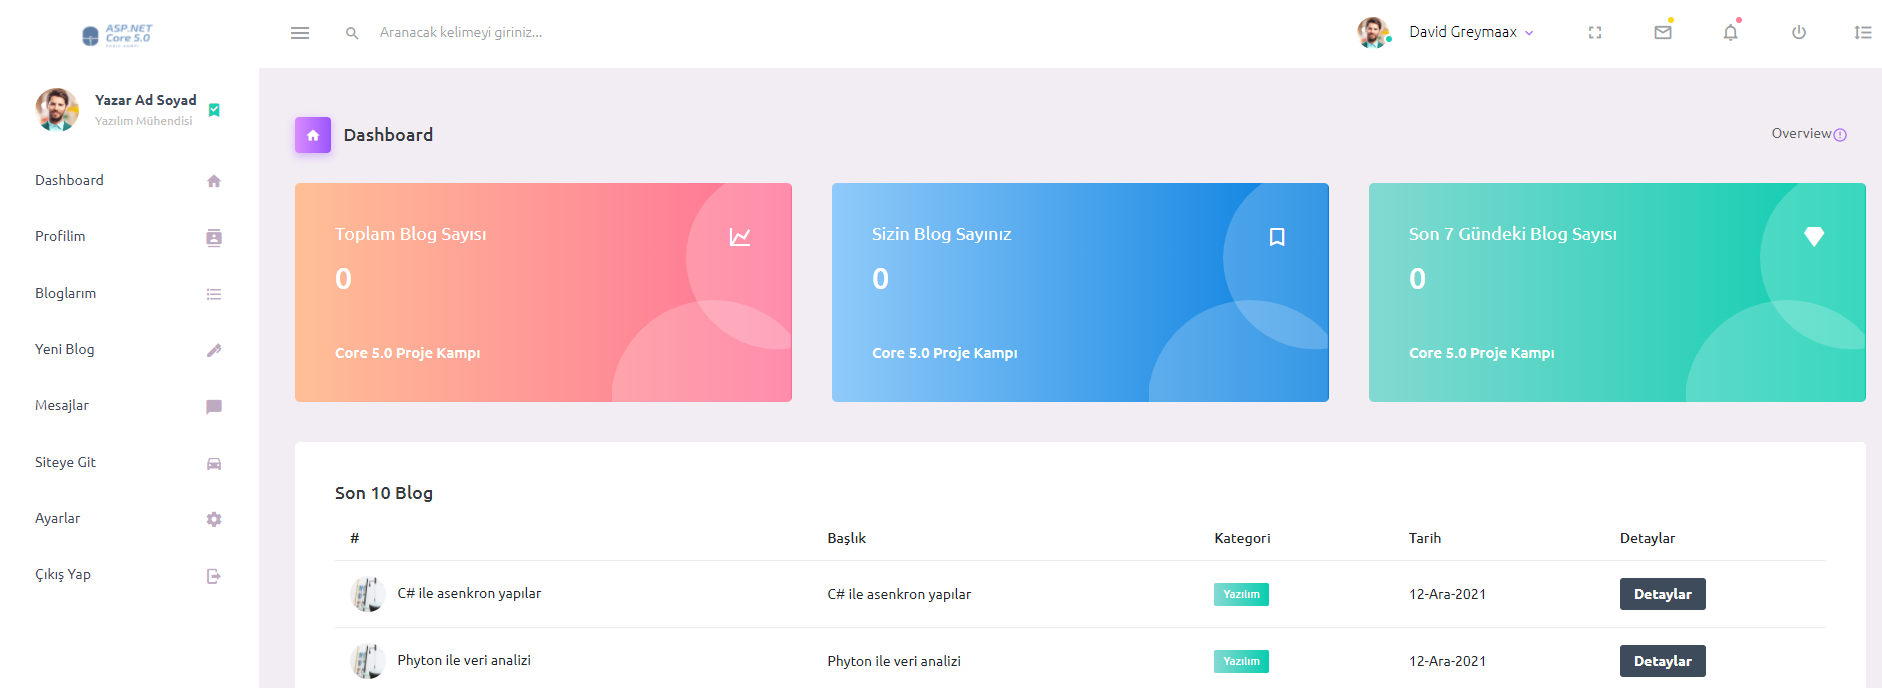 ASP.NET
Core 5.0
Aranacak kelimeyi giriniz...
David Greymaax
Yazar Ad Soyad
Yazılım Mühendisi
Dashboard
Profilim
Bloglarım
Yeni Blog
Mesajlar
Siteye Git
Ayarlar
Çıkış Yap
Dashboard
Overview
Toplam Blog Sayısı
0
Core 5.0 Proje Kampı
Sizin Blog Sayınız
0
Core 5.0 Proje Kampı
Son 7 Gündeki Blog Sayısı
0
Core 5.0 Proje Kampı
Son 10 Blog
# Başlık Kategori Tarih Detaylar
C# ile asenkron yapılar C# ile asenkron yapılar Yazılım 12-Ara-2021 Detaylar
Phyton ile veri analizi Phyton ile veri analizi Yazılım 12-Ara-2021 Detaylar